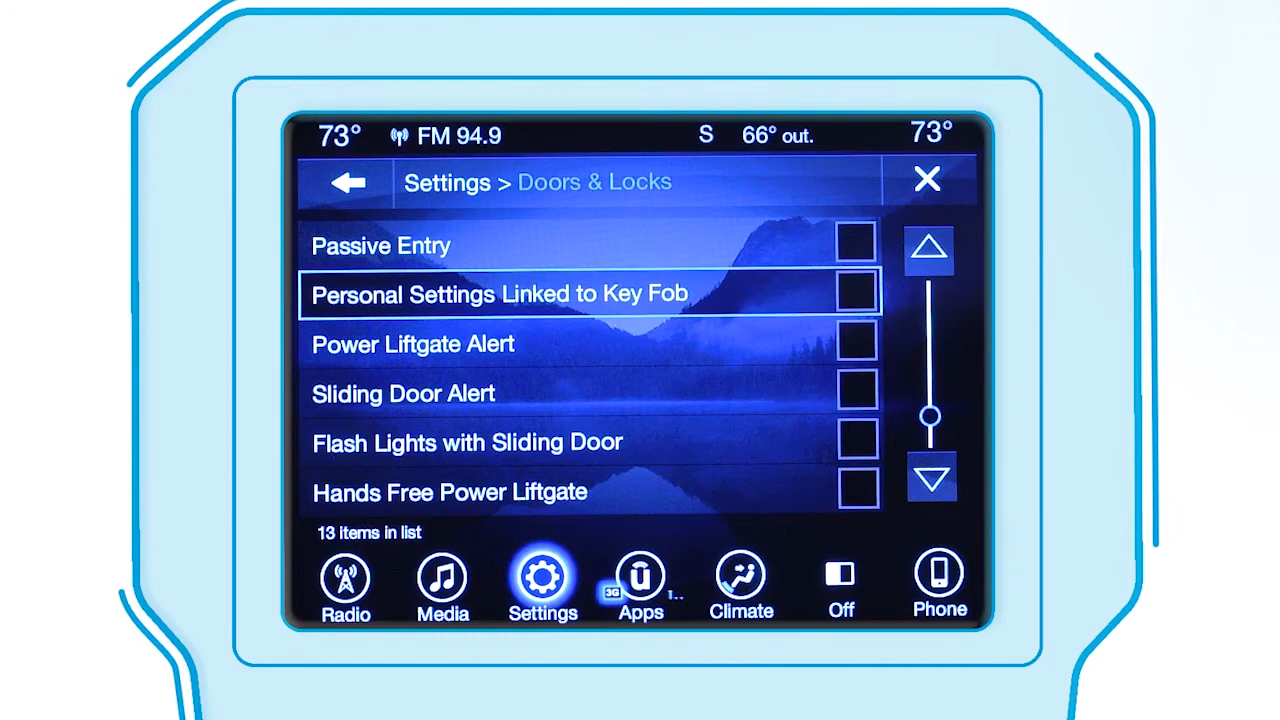 73° FM 94.9 S 66° out. 73°
Settings > Doors & Locks
Passive Entry
Personal Settings Linked to Key Fob
Power Liftgate Alert
Sliding Door Alert
Flash Lights with Sliding Door
Hands Free Power Liftgate
13 items in list
3G 1..
Radio Media Settings Apps Climate Off Phone